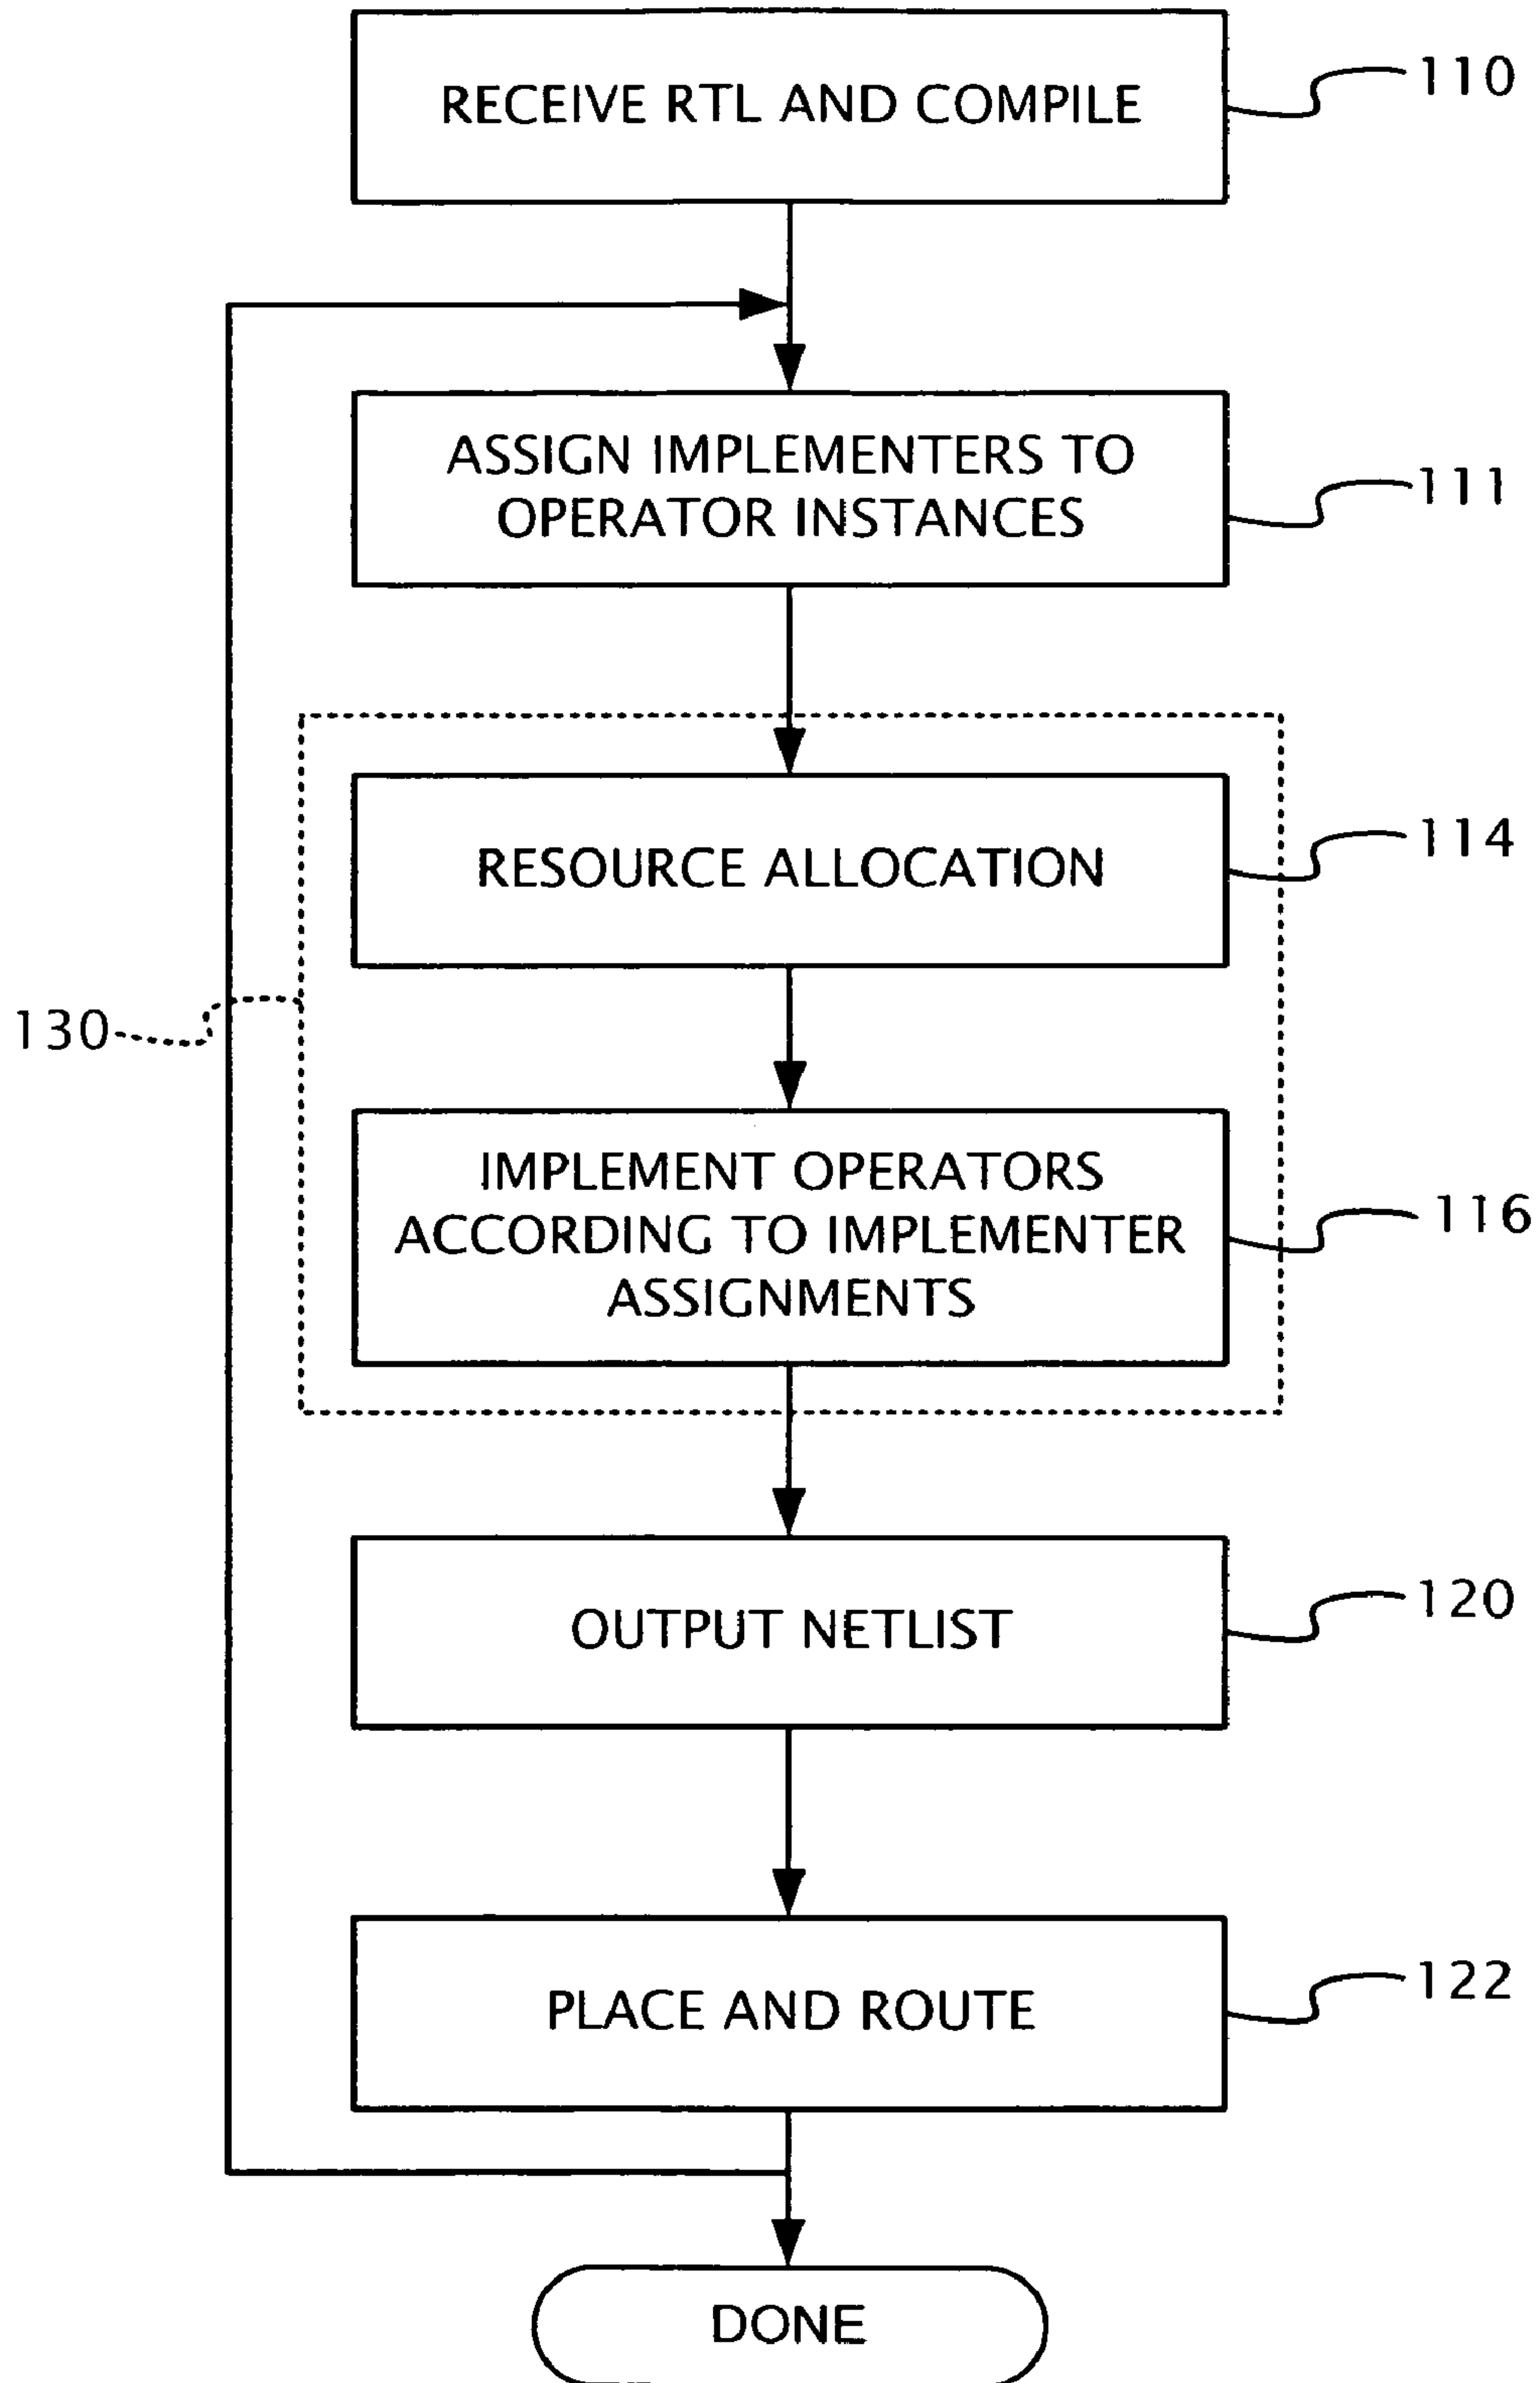 RECEIVE RTL AND COMPILE
110
ASSIGN IMPLEMENTERS TO
OPERATOR INSTANCES
111
RESOURCE ALLOCATION
114
130
IMPLEMENT OPERATORS
ACCORDING TO IMPLEMENTER
ASSIGNMENTS
116
OUTPUT NETLIST
120
PLACE AND ROUTE
122
DONE